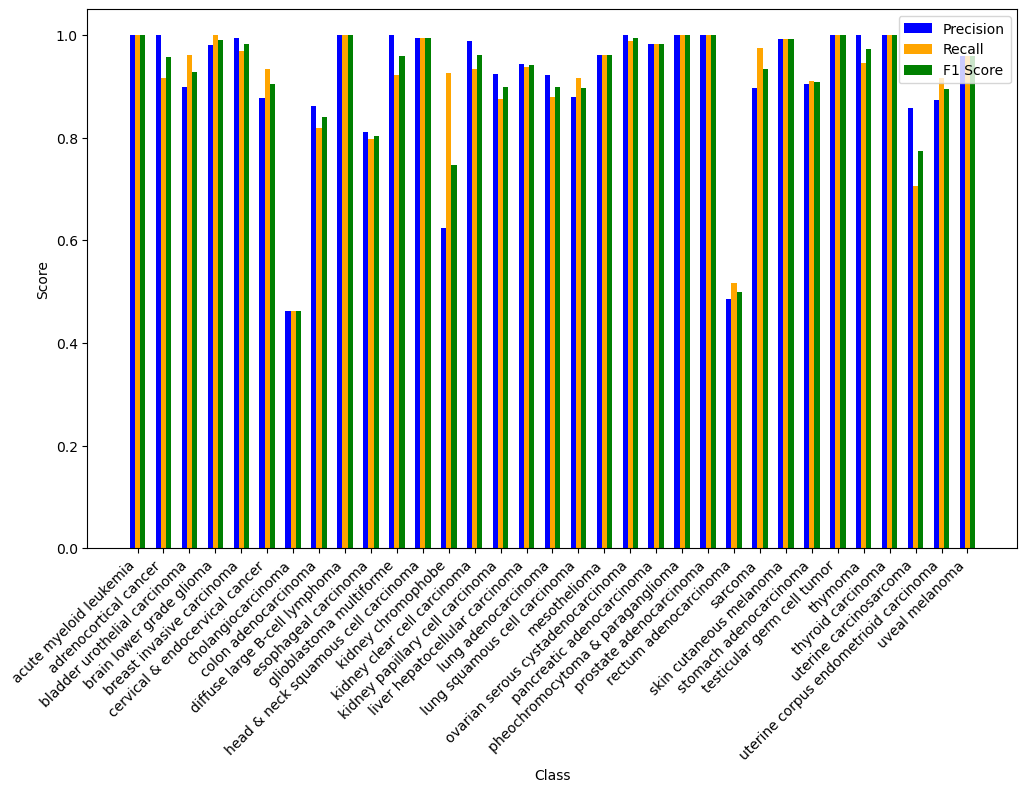 Precision
Recall
F1 Score
1.0
0.8
0.6
0.4
0.2
0.0
Score
acute myeloid leukemia
adrenocortical cancer
bladder urothelial carcinoma
brain lower grade glioma
breast invasive carcinoma
cervical & endocervical cancer
cholangiocarcinoma
colon adenocarcinoma
diffuse large B-cell lymphoma
esophageal carcinoma
glioblastoma multiforme
head & neck squamous cell carcinoma
kidney chromophobe
kidney clear cell carcinoma
kidney papillary cell carcinoma
liver hepatocellular carcinoma
lung adenocarcinoma
lung squamous cell carcinoma
mesothelioma
ovarian serous cystadenocarcinoma
pancreatic adenocarcinoma
pheochromocytoma & paraganglioma
prostate adenocarcinoma
rectum adenocarcinoma
sarcoma
skin cutaneous melanoma
stomach adenocarcinoma
testicular germ cell tumor
thymoma
thyroid carcinoma
uterine carcinosarcoma
uterine corpus endometrioid carcinoma
uveal melanoma
Class